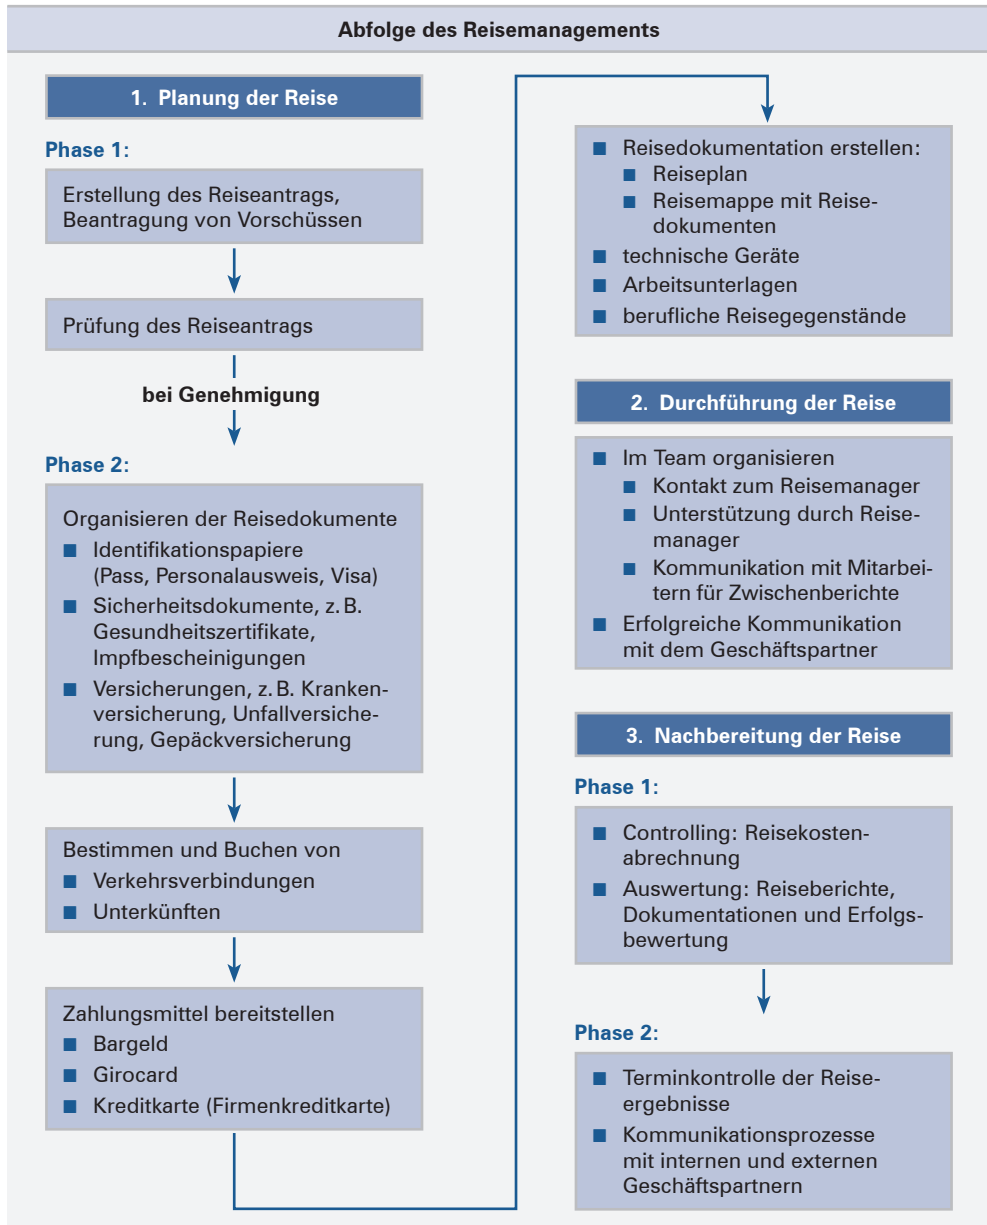 Abfolge des Reisemanagements
1. Planung der Reise
Phase 1:
Erstellung des Reiseantrags,
Beantragung von Vorschüssen
Prüfung des Reiseantrags
bei Genehmigung
Phase 2:
Organisieren der Reisedokumente
■ Identifikationspapiere
(Pass, Personalausweis, Visa)
■ Sicherheitsdokumente, z. B.
Gesundheitszertifikate,
Impfbescheinigungen
■ Versicherungen, z. B. Kranken-
versicherung, Unfallversiche-
rung, Gepäckversicherung
Bestimmen und Buchen von
■ Verkehrsverbindungen
■ Unterkünften
Zahlungsmittel bereitstellen
■ Bargeld
■ Girocard
■ Kreditkarte (Firmenkreditkarte)
■ Reisedokumentation erstellen:
■ Reiseplan
■ Reisemappe mit Reise-
dokumenten
■ technische Geräte
■ Arbeitsunterlagen
■ berufliche Reisegegenstände
2. Durchführung der Reise
■ Im Team organisieren
■ Kontakt zum Reisemanager
■ Unterstützung durch Reise-
manager
■ Kommunikation mit Mitarbei-
tern für Zwischenberichte
■ Erfolgreiche Kommunikation
mit dem Geschäftspartner
3. Nachbereitung der Reise
Phase 1:
■ Controlling: Reisekosten-
abrechnung
■ Auswertung: Reiseberichte,
Dokumentationen und Erfolgs-
bewertung
Phase 2:
■ Terminkontrolle der Reise-
ergebnisse
■ Kommunikationsprozesse
mit internen und externen
Geschäftspartnern